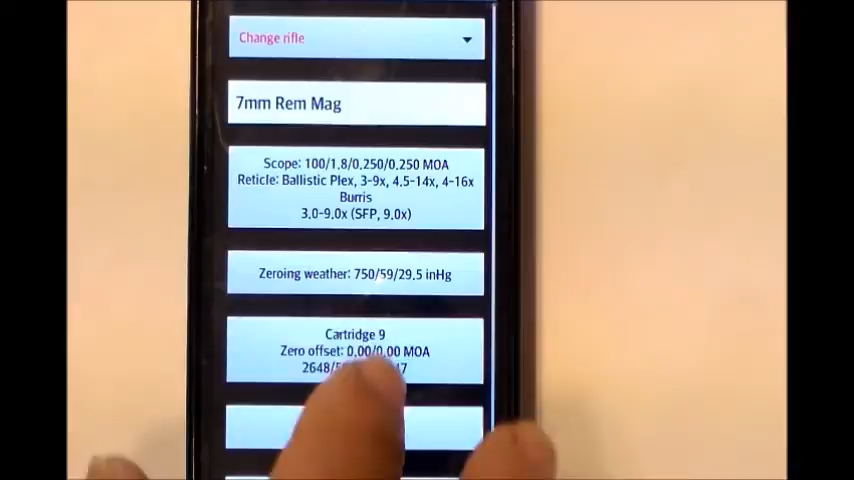 Change rifle
7mm Rem Mag
Scope: 100/1.8/0.250/0.250 MOA
Reticle: Ballistic Plex, 3-9x, 4.5-14x, 4-16x
Burris
3.0-9.0x (SFP, 9.0x)
Zeroing weather: 750/59/29.5 inHg
Cartridge 9
Zero offset: 0.00/0.00 MOA